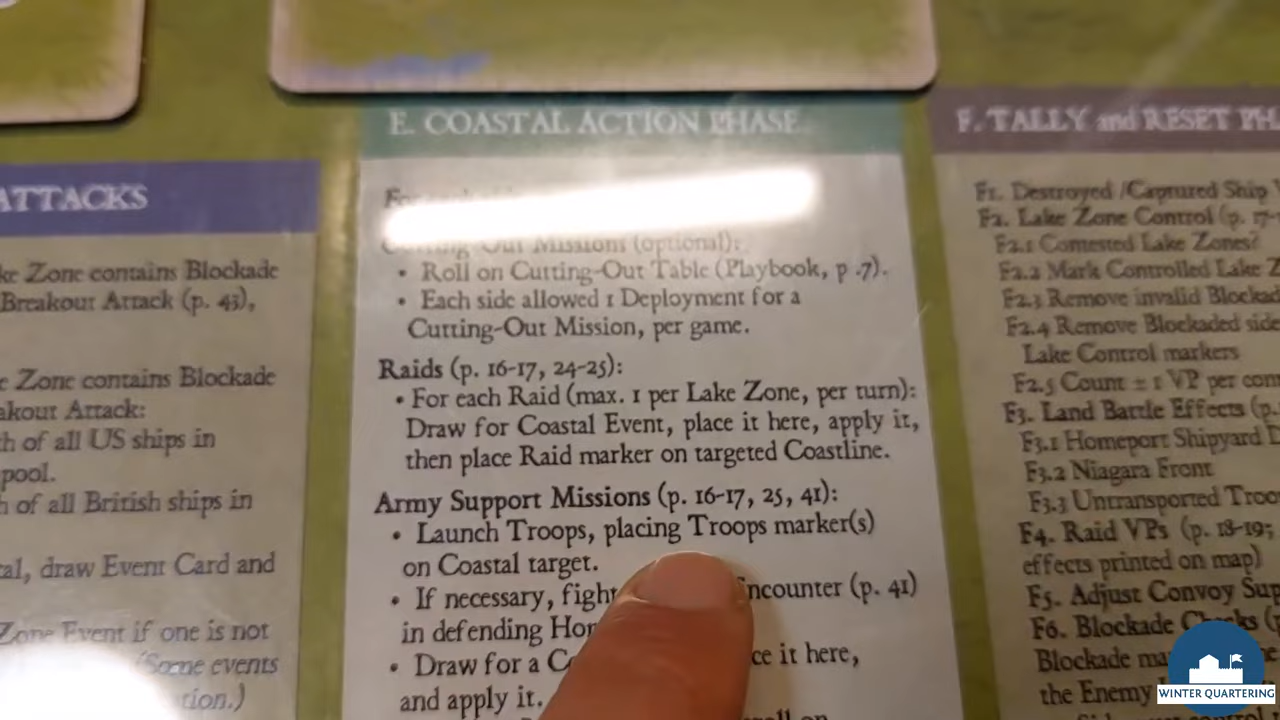 ATTACKS
ke Zone contains Blockade
Breakout Attack (p. 43),
e Zone contains Blockade
akout Attack:
h of all US ships in
pool.
h of all British ships in
al, draw Event Card and
Zone Event if one is not
(Some events
tion.)
E. COASTAL ACTION PHASE
Cutting-Out Missions (optional):
• Roll on Cutting-Out Table (Playbook, p .7).
• Each side allowed 1 Deployment for a
Cutting-Out Mission, per game.
Raids (p. 16-17, 24-25):
• For each Raid (max. 1 per Lake Zone, per turn):
Draw for Coastal Event, place it here, apply it,
then place Raid marker on targeted Coastline.
Army Support Missions (p. 16-17, 25, 41):
• Launch Troops, placing Troops marker(s)
on Coastal target.
• If necessary, fight ncounter (p. 41)
in defending Hor
• Draw for a C ce it here,
and apply it.
F. TALLY and RESET PH
F1. Destroyed /Captured Ship
F2. Lake Zone Control (p. 17-
F2.1 Contested Lake Zones?
F2.2 Mark Controlled Lake Z
F2.3 Remove invalid Blockad
F2.4 Remove Blockaded side
Lake Control markers
F2.5 Count ± 1 VP per con
F3. Land Battle Effects (p.
F3.1 Homeport Shipyard D
F3.2 Niagara Front
F3.3 Untransported Troo
F4. Raid VPs (p. 18-19;
effects printed on map)
F5. Adjust Convoy Sup
F6. Blockade Checks (p
Blockade ma
the Enemy
WINTER QUARTERING